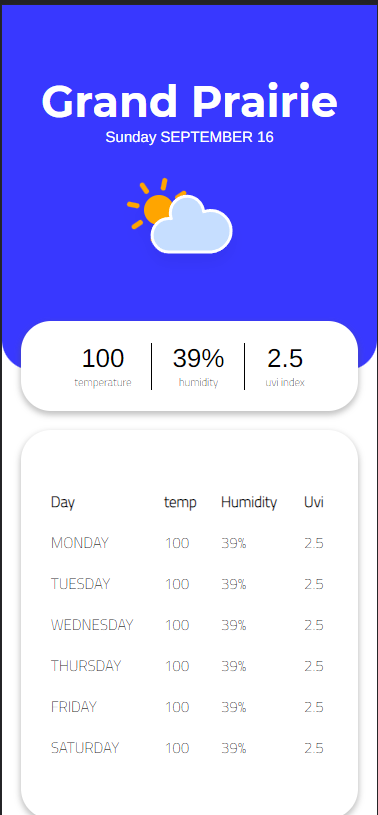 Grand Prairie
Sunday SEPTEMBER 16
100 39% 2.5
temperature humidity uvi index
Day temp Humidity Uvi
MONDAY 100 39% 2.5
TUESDAY 100 39% 2.5
WEDNESDAY 100 39% 2.5
THURSDAY 100 39% 2.5
FRIDAY 100 39% 2.5
SATURDAY 100 39% 2.5